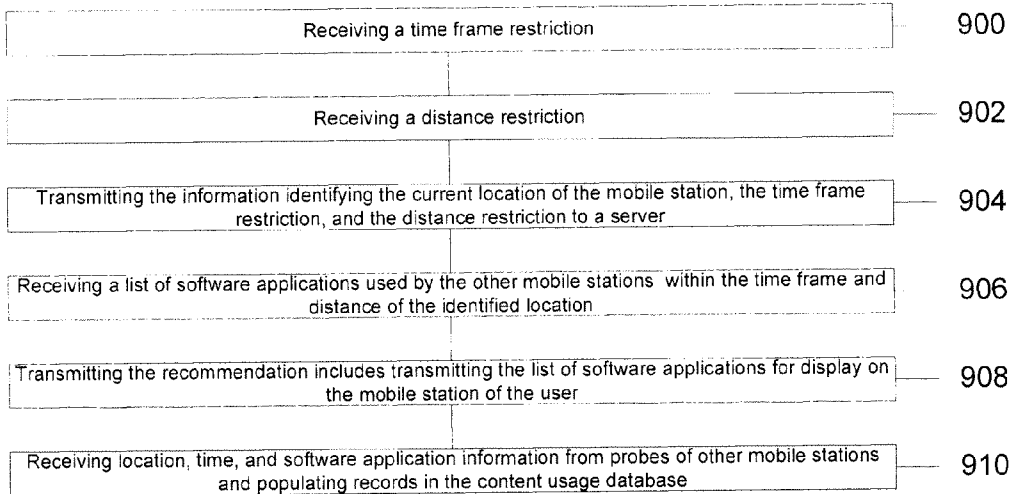 Receiving a time frame restriction
900
Receiving a distance restriction
902
Transmitting the information identifying the current location of the mobile station, the time frame
restriction, and the distance restriction to a server
904
Receiving a list of software applications used by the other mobile stations within the time frame and
distance of the identified location
906
Transmitting the recommendation includes transmitting the list of software applications for display on
the mobile station of the user
908
Receiving location, time, and software application information from probes of other mobile stations
and populating records in the content usage database
910